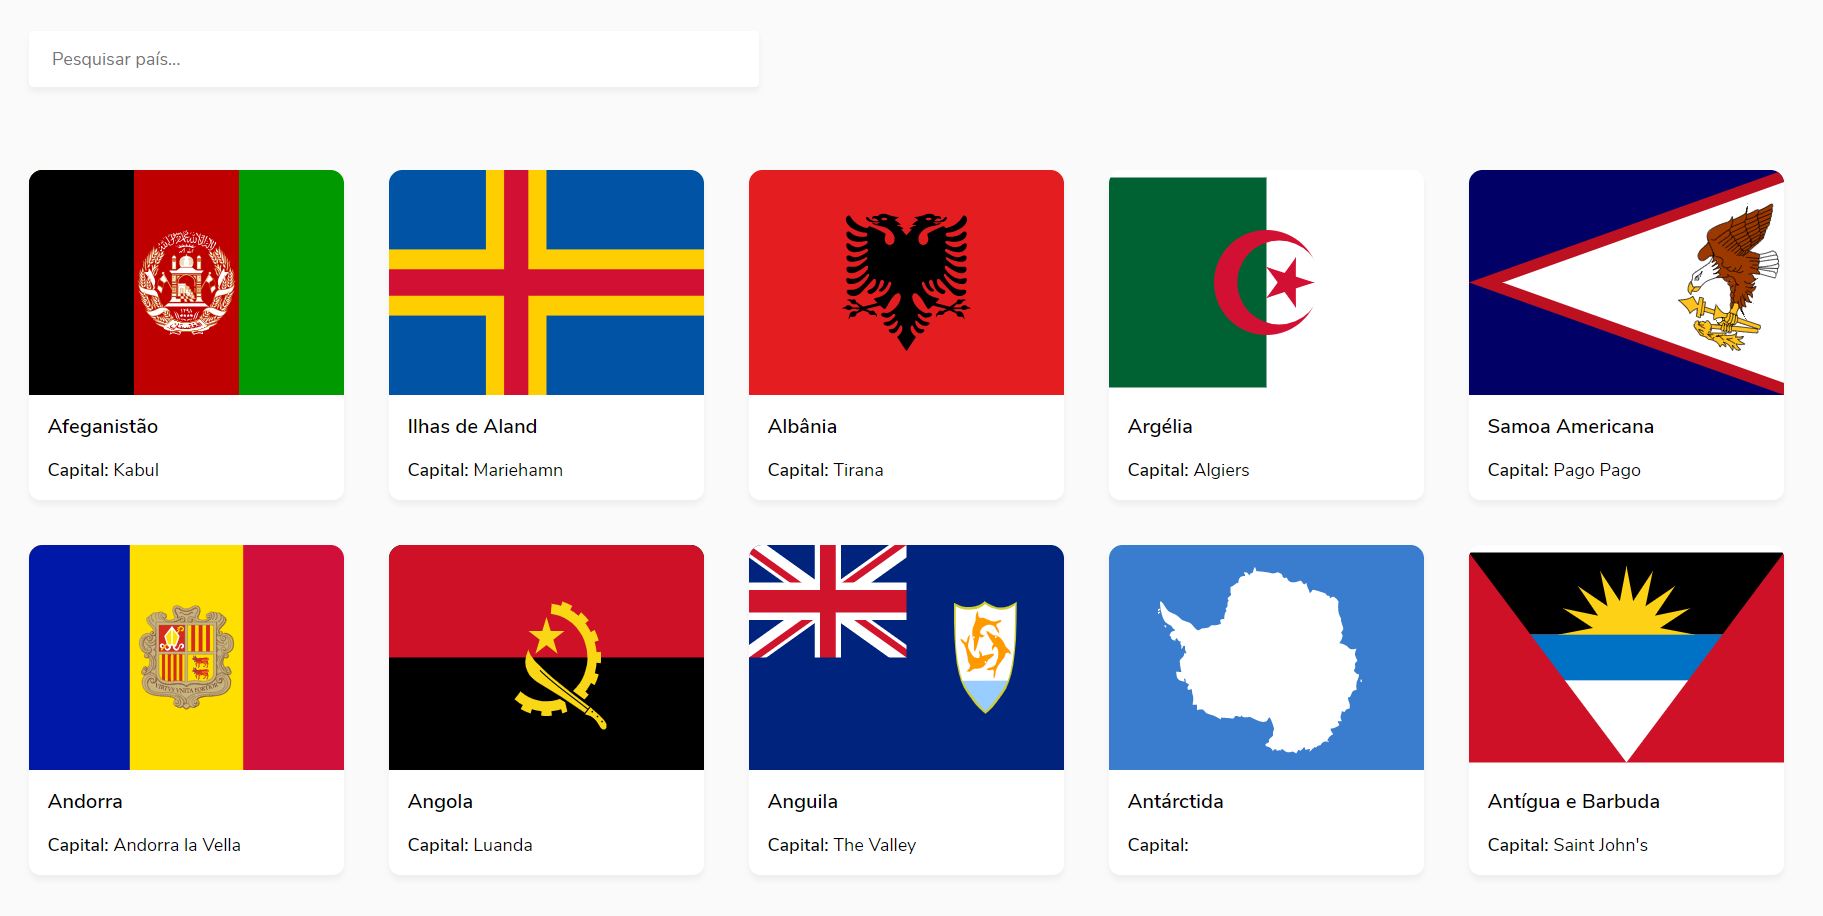 Pesquisar país...
Afeganistão
Capital: Kabul
Ilhas de Aland
Capital: Mariehamn
Albânia
Capital: Tirana
Argélia
Capital: Algiers
Samoa Americana
Capital: Pago Pago
Andorra
Capital: Andorra la Vella
Angola
Capital: Luanda
Anguila
Capital: The Valley
Antárctida
Capital:
Antígua e Barbuda
Capital: Saint John's